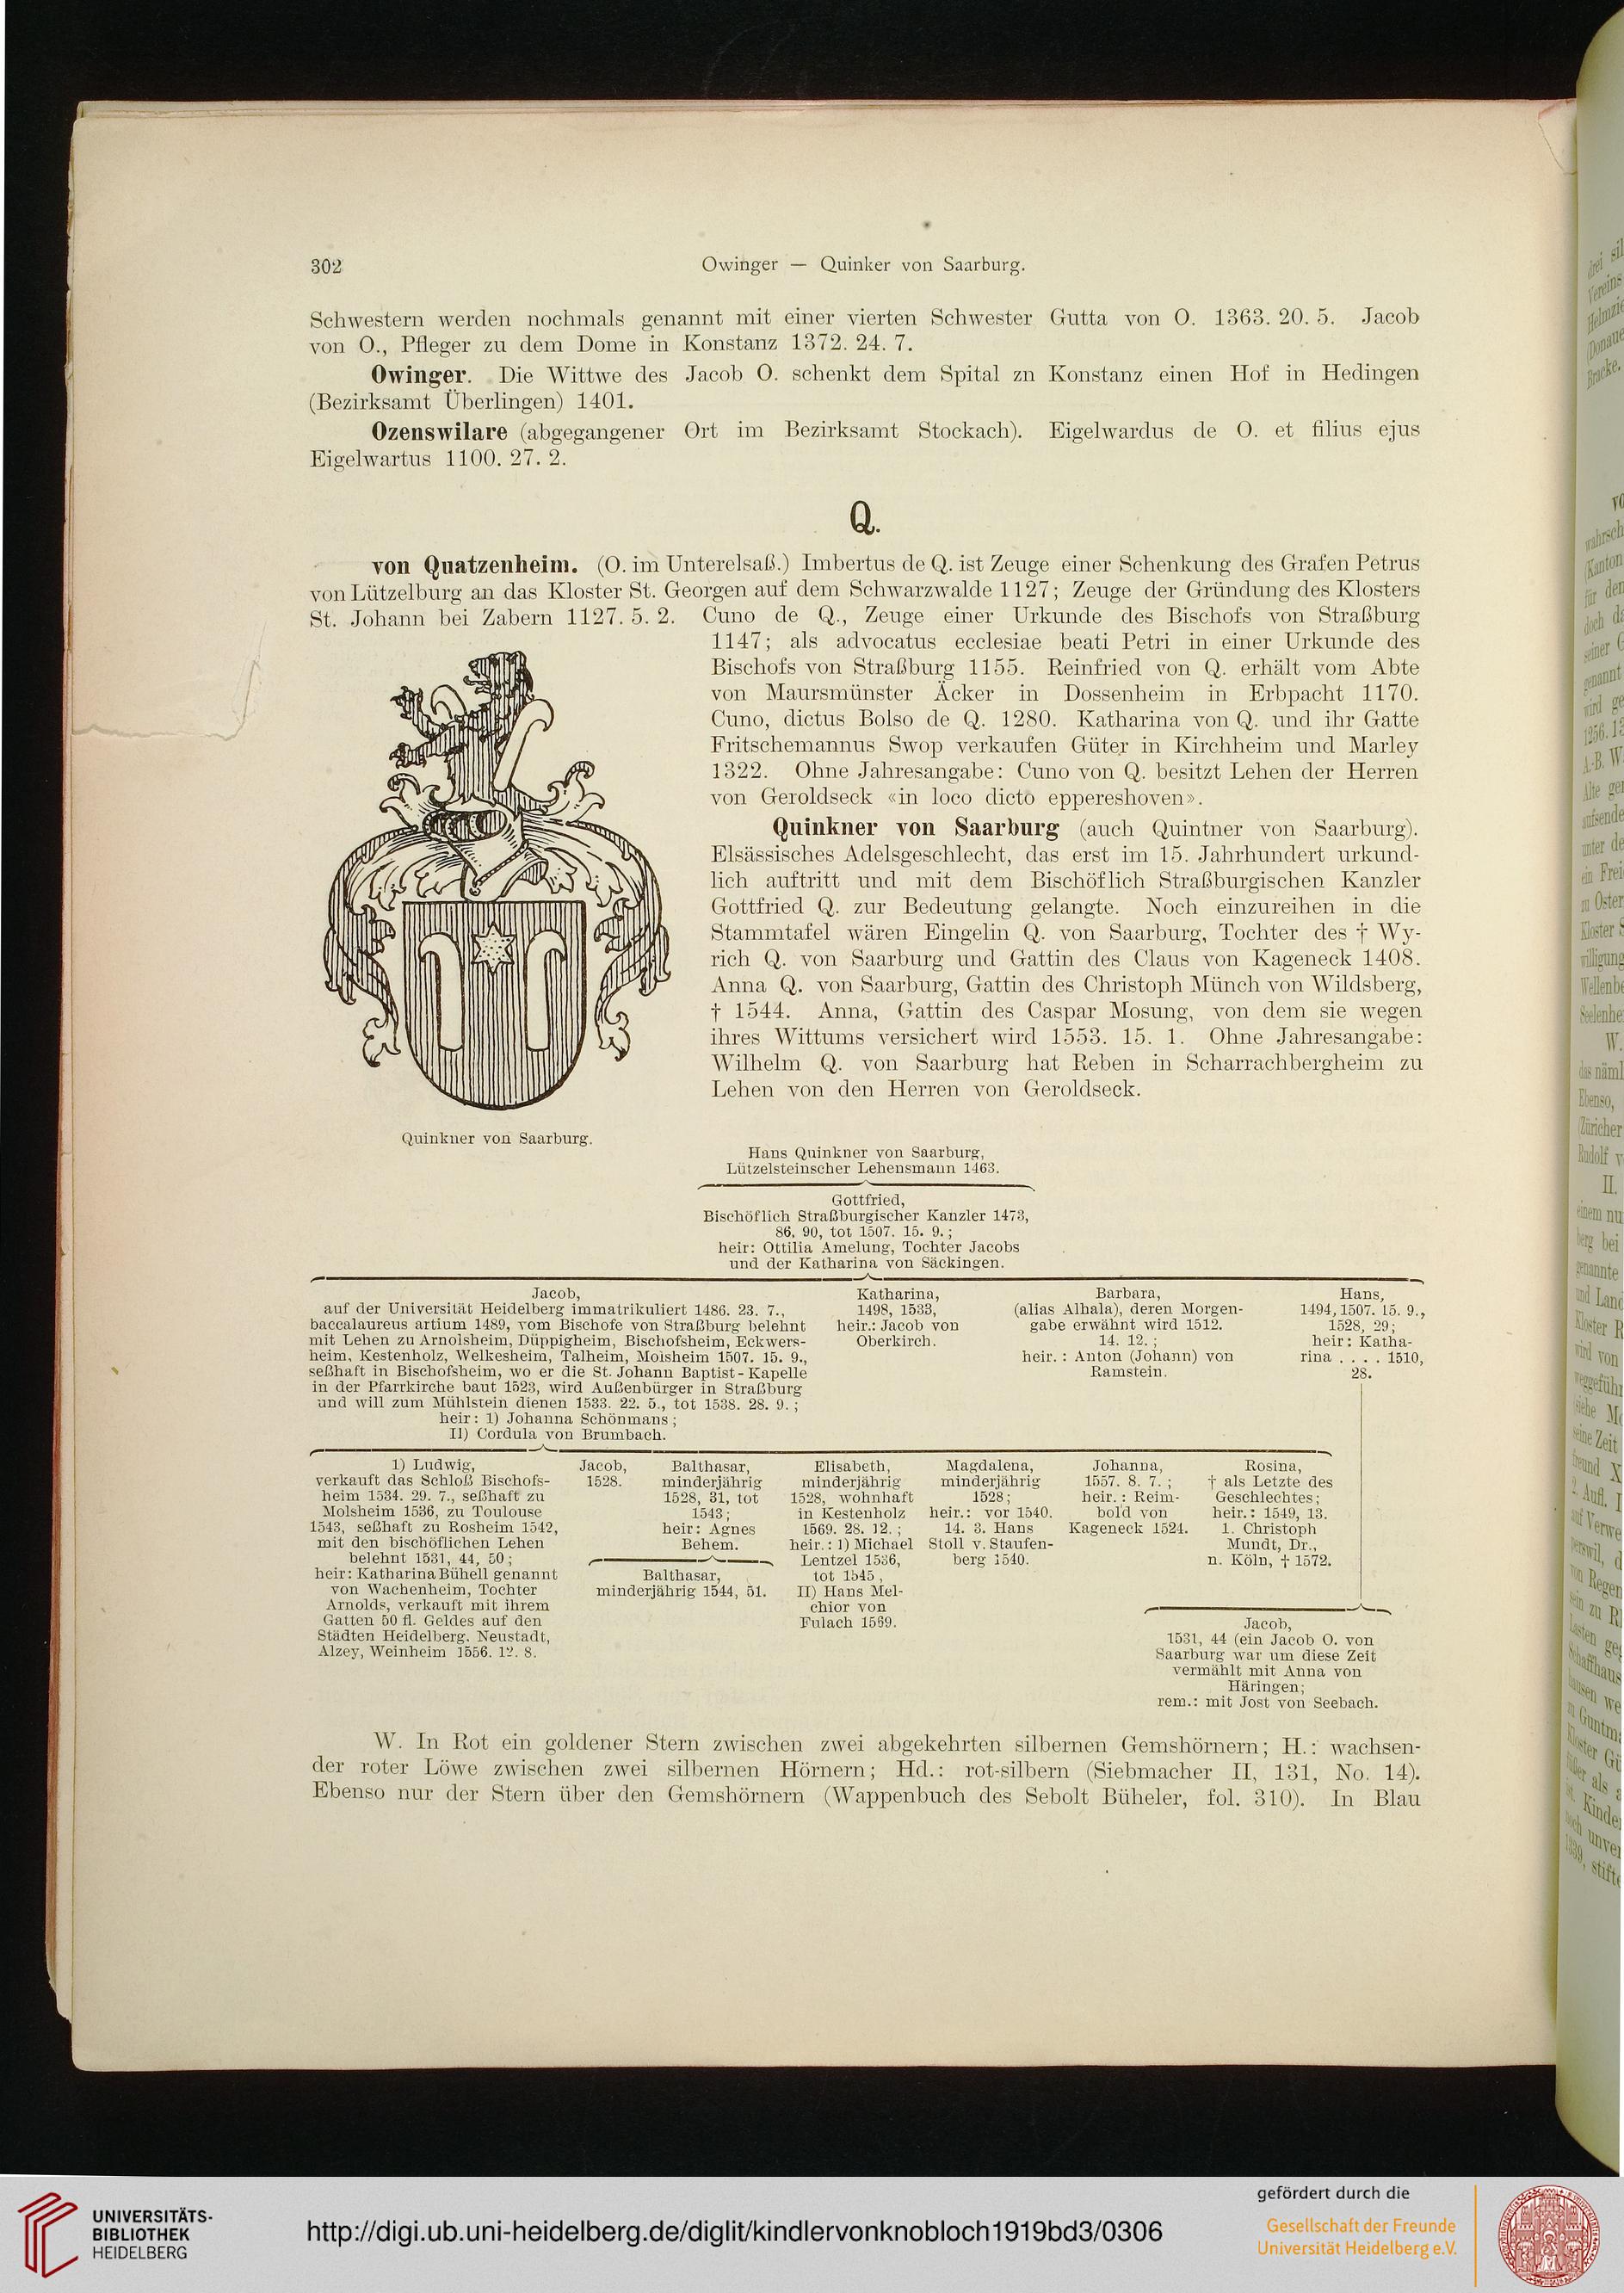 302
Owinger — Quinker von Saarburg.
Schwestern werden nochmals genannt mit einer vierten Schwester Gutta von O. 1363. 20. 5. Jacob
von O., Pfleger zu dem Dome in Konstanz 1372. 24. 7.
Owinger. Die Wittwe des Jacob O. schenkt dem Spital zn Konstanz einen Hof in Hedingen
(Bezirksamt Überlingen) 1401.
Ozenswilare (abgegangener Ort im Bezirksamt Stockach). Eigelwardus de O. et filius ejus
Eigelwartus 1100. 27. 2.
Q.
von Quatzenheim. (O. im Unterelsaß.) Imbertus de Q. ist Zeuge einer Schenkung des Grafen Petrus
von Lützelburg an das Kloster St. Georgen auf dem Schwarzwalde 1127; Zeuge der Gründung des Klosters
St. Johann bei Zabern 1127. 5. 2. Cuno de Q., Zeuge einer Urkunde des Bischofs von Straßburg
1147; als advocatus ecclesiae beati Petri in einer Urkunde des
Bischofs von Straßburg 1155. Reinfried von Q. erhält vom Abte
von Maursmünster Äcker in Dossenheim in Erbpacht 1170.
Cuno, dictus Bolso de Q. 1280. Katharina von Q. und ihr Gatte
Fritschemannus Swop verkaufen Güter in Kirchheim und Marley
1322. Ohne Jahresangabe: Cuno von Q. besitzt Lehen der Herren
von Geroldseck «in loco dicto eppereshoven».
Quinkner von Saarburg (auch Quintner von Saarburg).
Elsässisches Adelsgeschlecht, das erst im 15. Jahrhundert urkund-
lich auftritt und mit dem Bischöflich Straßburgischen Kanzler
Gottfried Q. zur Bedeutung gelangte. Noch einzureihen in die
Stammtafel wären Eingelin Q. von Saarburg, Tochter des † Wy-
rich Q. von Saarburg und Gattin des Claus von Kageneck 1408.
Anna Q. von Saarburg, Gattin des Christoph Münch von Wildsberg,
† 1544. Anna, Gattin des Caspar Mosung, von dem sie wegen
ihres Wittums versichert wird 1553. 15. 1. Ohne Jahresangabe:
Wilhelm Q. von Saarburg hat Reben in Scharrachbergheim zu
Lehen von den Herren von Geroldseck.
Quinkner von Saarburg.
Hans Quinkner von Saarburg,
Lützelsteinscher Lehensmann 1463.
Gottfried,
Bischöflich Straßburgischer Kanzler 1473,
86. 90, tot 1507. 15. 9.;
heir: Ottilia Amelung, Tochter Jacobs
und der Katharina von Säckingen.
Jacob,
auf der Universität Heidelberg immatrikuliert 1486. 23. 7.,
baccalaureus artium 1489, vom Bischofe von Straßburg belehnt
mit Lehen zu Arnolsheim, Düppigheim, Bischofsheim, Eckwers-
heim, Kestenholz, Welkesheim, Talheim, Molsheim 1507. 15. 9.,
seßhaft in Bischofsheim, wo er die St. Johann Baptist-Kapelle
in der Pfarrkirche baut 1523, wird Außenbürger in Straßburg
und will zum Mühlstein dienen 1533. 22. 5., tot 1538. 28. 9.;
heir: 1) Johanna Schönmans;
II) Cordula von Brumbach.
Katharina,
1498, 1533,
heir.: Jacob von
Oberkirch.
Barbara,
(alias Alhala), deren Morgen-
gabe erwähnt wird 1512.
14. 12.;
heir.: Anton (Johann) von
Ramstein.
Hans,
1494, 1507. 15. 9.,
1528, 29;
heir: Katha-
rina . . . . 1510,
28.
1) Ludwig,
verkauft das Schloß Bischofs-
heim 1534. 29. 7., seßhaft zu
Molsheim 1536, zu Toulouse
1543, seßhaft zu Rosheim 1542,
mit den bischöflichen Lehen
belehnt 1531, 44, 50;
heir: Katharina Bühell genannt
von Wachenheim, Tochter
Arnolds, verkauft mit ihrem
Gatten 50 fl. Geldes auf den
Städten Heidelberg. Neustadt,
Alzey, Weinheim 1556. 12. 8.
Jacob,
1528.
Balthasar,
minderjährig
1528, 31, tot
1543;
heir: Agnes
Behem.
Balthasar,
minderjährig 1544, 51.
Elisabeth,
minderjährig
1528, wohnhaft
in Kestenholz
1569. 28. 12.;
heir.: 1) Michael
Lentzel 1536,
tot 1545,
II) Hans Mel-
chior von
Fulach 1569.
Magdalena,
minderjährig
1528;
heir.: vor 1540.
14. 3. Hans
Stoll v. Staufen-
berg 1540.
Johanna,
1557. 8. 7.;
heir.: Reim-
bold von
Kageneck 1524.
Rosina,
† als Letzte des
Geschlechtes;
heir.: 1549, 13.
1. Christoph
Mundt, Dr.,
n. Köln, † 1572.
Jacob,
1531, 44 (ein Jacob O. von
Saarburg war um diese Zeit
vermählt mit Anna von
Häringen;
rem.: mit Jost von Seebach.
W. In Rot ein goldener Stern zwischen zwei abgekehrten silbernen Gemshörnern; H.: wachsen-
der roter Löwe zwischen zwei silbernen Hörnern; Hd.: rot-silbern (Siebmacher II, 131, No. 14).
Ebenso nur der Stern über den Gemshörnern (Wappenbuch des Sebolt Büheler, fol. 310). In Blau
UNIVERSITÄTS-
BIBLIOTHEK
HEIDELBERG
http://digi.ub.uni-heidelberg.de/diglit/kindlervonknobloch1919bd3/0306
gefördert durch die
Gesellschaft der Freunde
Universität Heidelberg e.V.